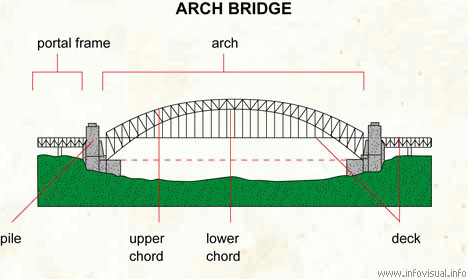 ARCH BRIDGE
portal frame
arch
pile
upper
chord
lower
chord
deck
www.infovisual.info